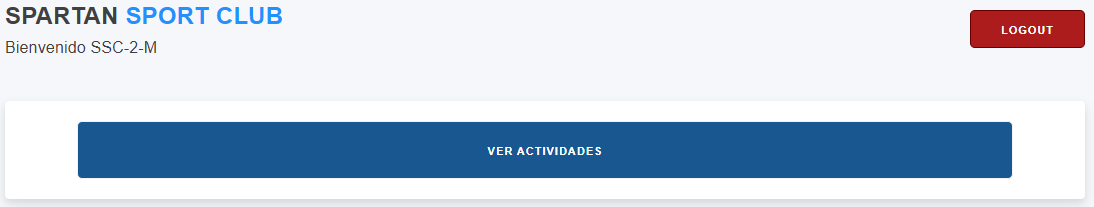 SPARTAN SPORT CLUB
LOGOUT
Bienvenido SSC-2-M
VER ACTIVIDADES